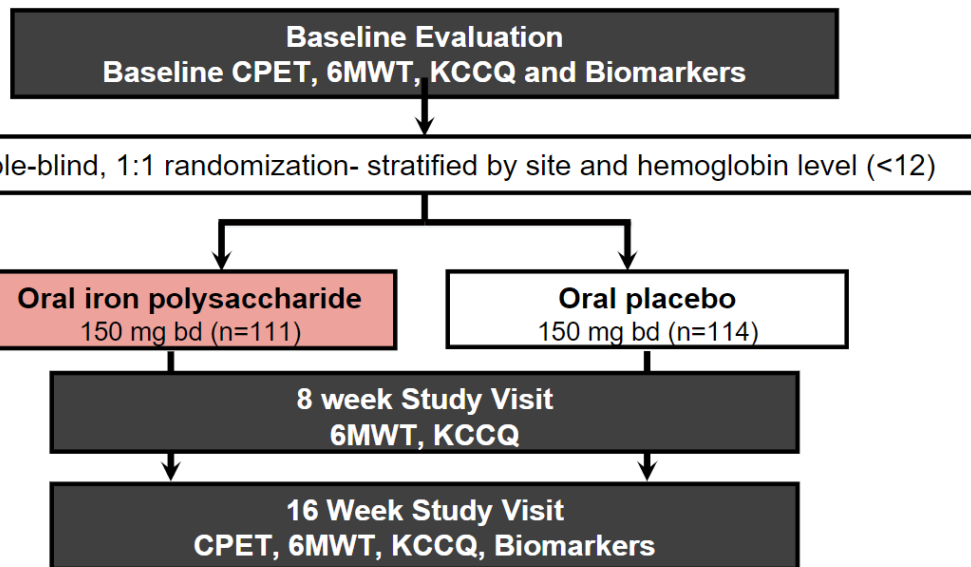 Baseline Evaluation
Baseline CPET, 6MWT, KCCQ and Biomarkers
ble-blind, 1:1 randomization- stratified by site and hemoglobin level (<12)
Oral iron polysaccharide
150 mg bd (n=111)
Oral placebo
150 mg bd (n=114)
8 week Study Visit
6MWT, KCCQ
16 Week Study Visit
CPET, 6MWT, KCCQ, Biomarkers